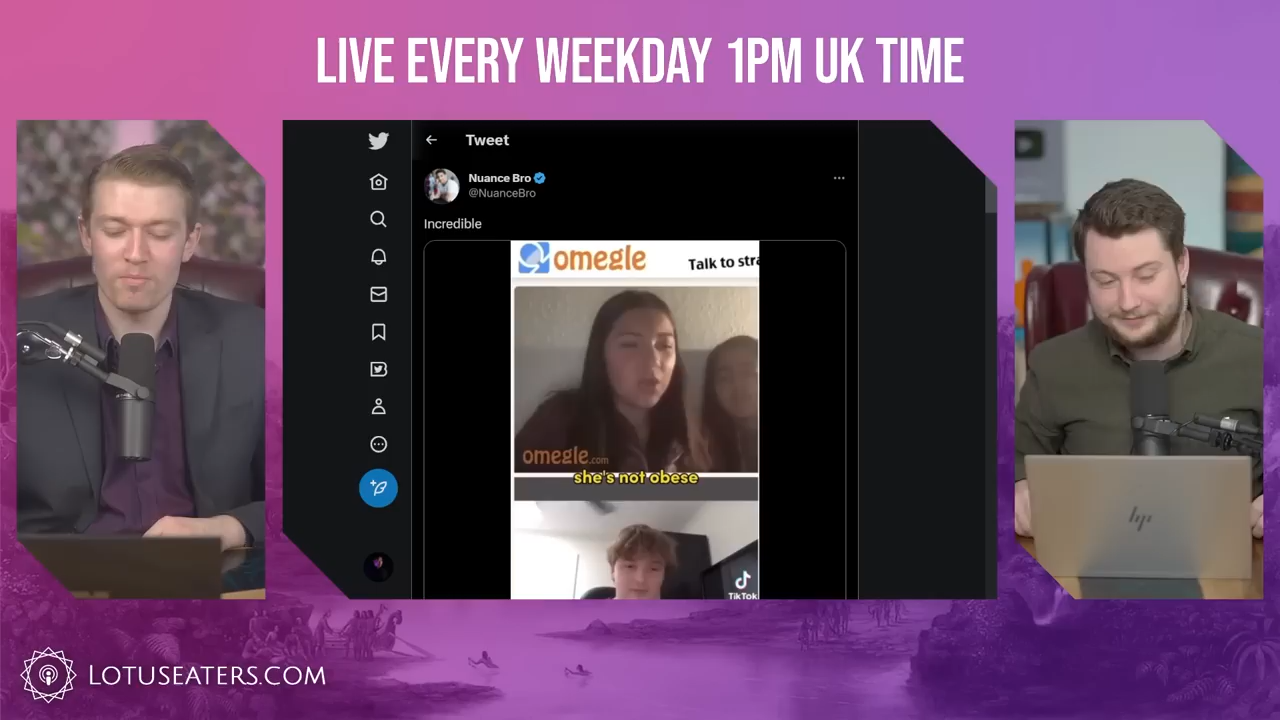 LIVE EVERY WEEKDAY 1PM UK TIME
Tweet
Nuance Bro
@NuanceBro
Incredible
omegle
Talk to stra
omegle.com
she's not obese
TikTok
hp
LOTUSEATERS.COM